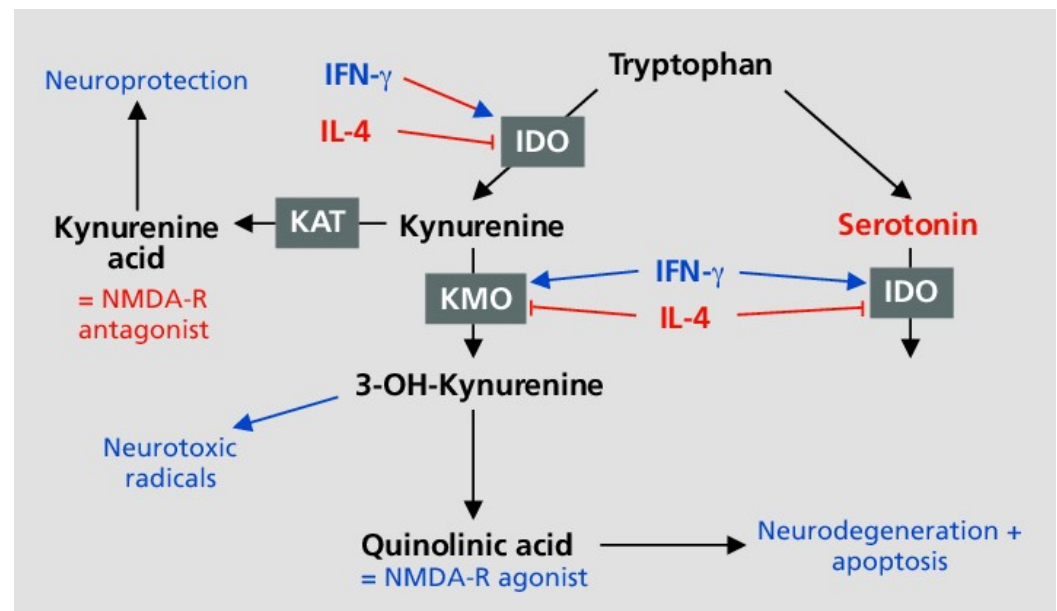 Tryptophan
IFN-γ
Neuroprotection
IL-4
IDO
Kynurenine
acid
KAT
Kynurenine
Serotonin
= NMDA-R
antagonist
KMO
IFN-γ
IL-4
IDO
3-OH-Kynurenine
Neurotoxic
radicals
Quinolinic acid
= NMDA-R agonist
Neurodegeneration +
apoptosis